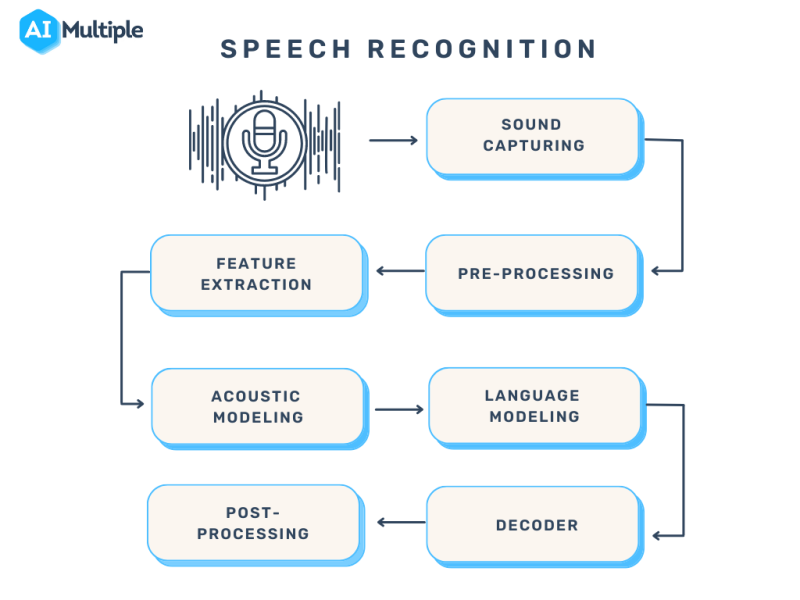 AI Multiple
SPEECH RECOGNITION
SOUND
CAPTURING
PRE-PROCESSING
FEATURE
EXTRACTION
ACOUSTIC
MODELING
LANGUAGE
MODELING
DECODER
POST-
PROCESSING